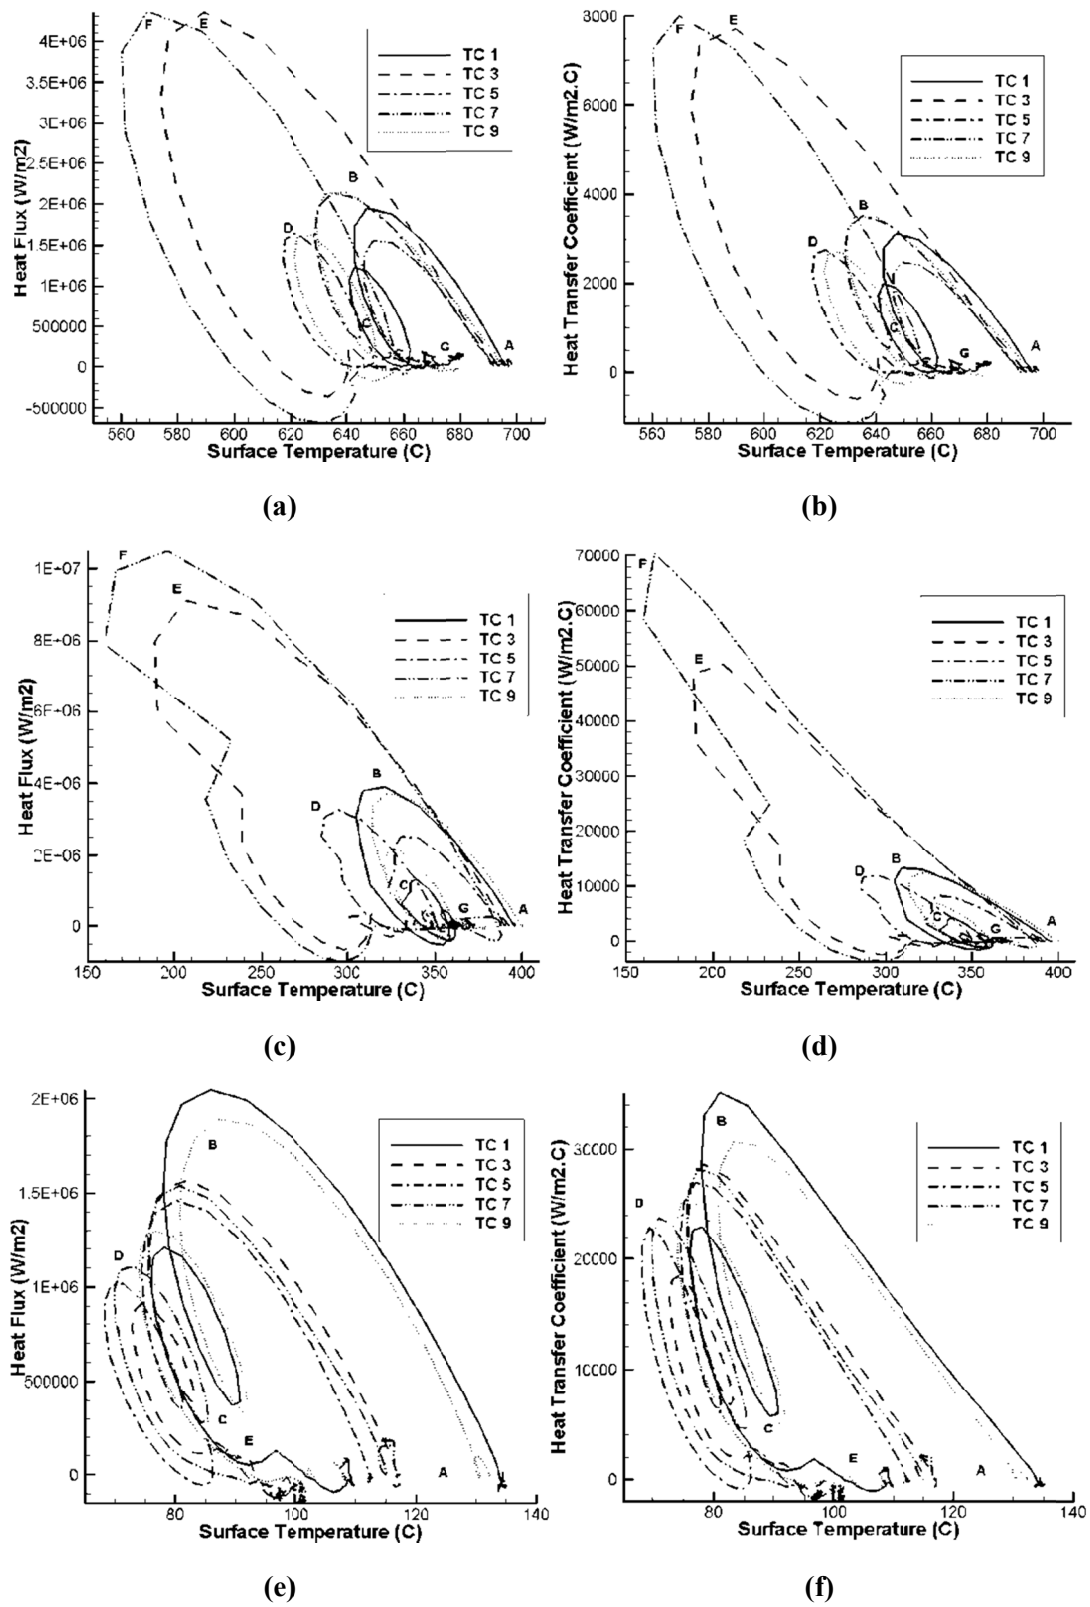 4E+06
3.5E+06
3E+06
2.5E+06
2E+06
1.5E+06
1E+06
500000
0
-500000
Heat Flux (W/m2)
560 580 600 620 640 660 680 700
Surface Temperature (C)
F E B D C C G A
TC 1
TC 3
TC 5
TC 7
TC 9
(a)
8000
6000
4000
2000
0
Heat Transfer Coefficient (W/m2.C)
560 580 600 620 640 660 680 700
Surface Temperature (C)
F E B D C G A
TC 1
TC 3
TC 5
TC 7
TC 9
(b)
1E+07
8E+06
6E+06
4E+06
2E+06
0
Heat Flux (W/m2)
150 200 250 300 350 400
Surface Temperature (C)
F E B D C G A
TC 1
TC 3
TC 5
TC 7
TC 9
(c)
70000
60000
50000
40000
30000
20000
10000
0
Heat Transfer Coefficient (W/m2.C)
150 200 250 300 350 400
Surface Temperature (C)
F E B D C G A
TC 1
TC 3
TC 5
TC 7
TC 9
(d)
2E+06
1.5E+06
1E+06
500000
0
Heat Flux (W/m2)
80 100 120 140
Surface Temperature (C)
B D C E A
TC 1
TC 3
TC 5
TC 7
TC 9
(e)
30000
20000
10000
0
Heat Transfer Coefficient (W/m2.C)
80 100 120 140
Surface Temperature (C)
B D C E A
TC 1
TC 3
TC 5
TC 7
TC 9
(f)